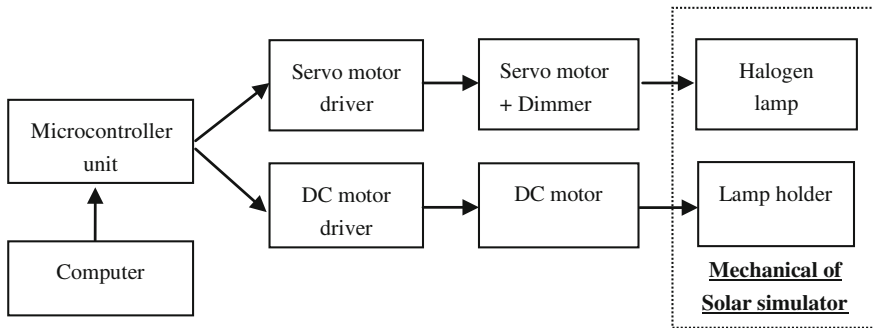 Servo motor
driver
Servo motor
+ Dimmer
Halogen
lamp
Microcontroller
unit
DC motor
driver
DC motor
Lamp holder
Computer
Mechanical of
Solar simulator